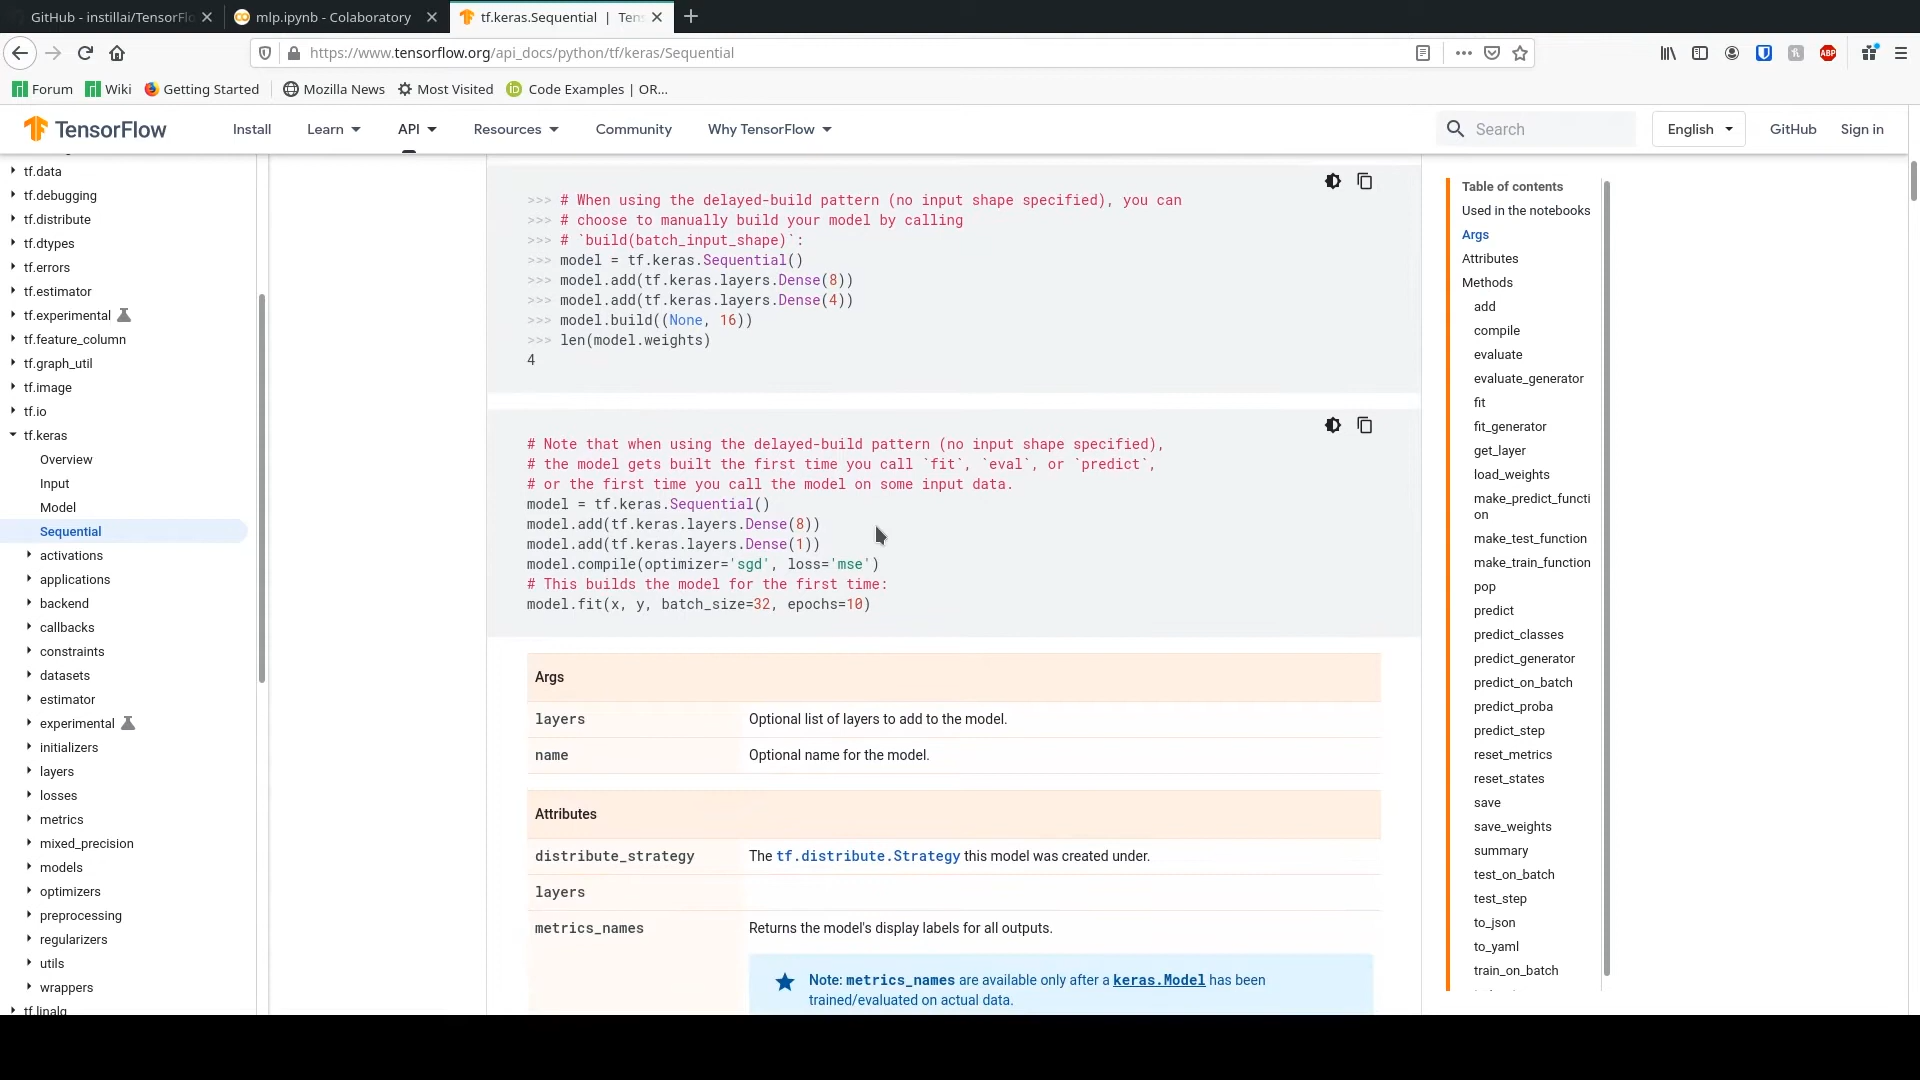 GitHub - instillai/TensorFlo
mlp.ipynb - Colaboratory
tf.keras.Sequential | Tens
https://www.tensorflow.org/api_docs/python/tf/keras/Sequential
ABP
Forum
Wiki
Getting Started
Mozilla News
Most Visited
Code Examples | OR...
TensorFlow
Install
Learn
API
Resources
Community
Why TensorFlow
Search
English
GitHub
Sign in
tf.data
tf.debugging
tf.distribute
tf.dtypes
tf.errors
tf.estimator
tf.experimental
tf.feature_column
tf.graph_util
tf.image
tf.io
tf.keras
Overview
Input
Model
Sequential
activations
applications
backend
callbacks
constraints
datasets
estimator
experimental
initializers
layers
losses
metrics
mixed_precision
models
optimizers
preprocessing
regularizers
utils
wrappers
tf.linalg
>>> # When using the delayed-build pattern (no input shape specified), you can
>>> # choose to manually build your model by calling
>>> # `build(batch_input_shape)`:
>>> model = tf.keras.Sequential()
>>> model.add(tf.keras.layers.Dense(8))
>>> model.add(tf.keras.layers.Dense(4))
>>> model.build((None, 16))
>>> len(model.weights)
4
# Note that when using the delayed-build pattern (no input shape specified),
# the model gets built the first time you call `fit`, `eval`, or `predict`,
# or the first time you call the model on some input data.
model = tf.keras.Sequential()
model.add(tf.keras.layers.Dense(8))
model.add(tf.keras.layers.Dense(1))
model.compile(optimizer='sgd', loss='mse')
# This builds the model for the first time:
model.fit(x, y, batch_size=32, epochs=10)
Args
layers Optional list of layers to add to the model.
name Optional name for the model.
Attributes
distribute_strategy The tf.distribute.Strategy this model was created under.
layers
metrics_names Returns the model's display labels for all outputs.
Note: metrics_names are available only after a keras.Model has been
trained/evaluated on actual data.
Table of contents
Used in the notebooks
Args
Attributes
Methods
add
compile
evaluate
evaluate_generator
fit
fit_generator
get_layer
load_weights
make_predict_functi
on
make_test_function
make_train_function
pop
predict
predict_classes
predict_generator
predict_on_batch
predict_proba
predict_step
reset_metrics
reset_states
save
save_weights
summary
test_on_batch
test_step
to_json
to_yaml
train_on_batch